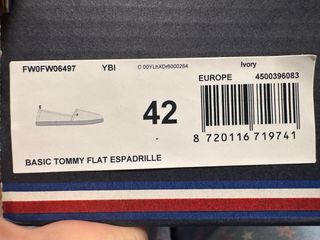 FW0FW06497 YBI C 00YLhXDr6000284 Ivory
EUROPE 4500396083
42
8 720116 719741
BASIC TOMMY FLAT ESPADRILLE